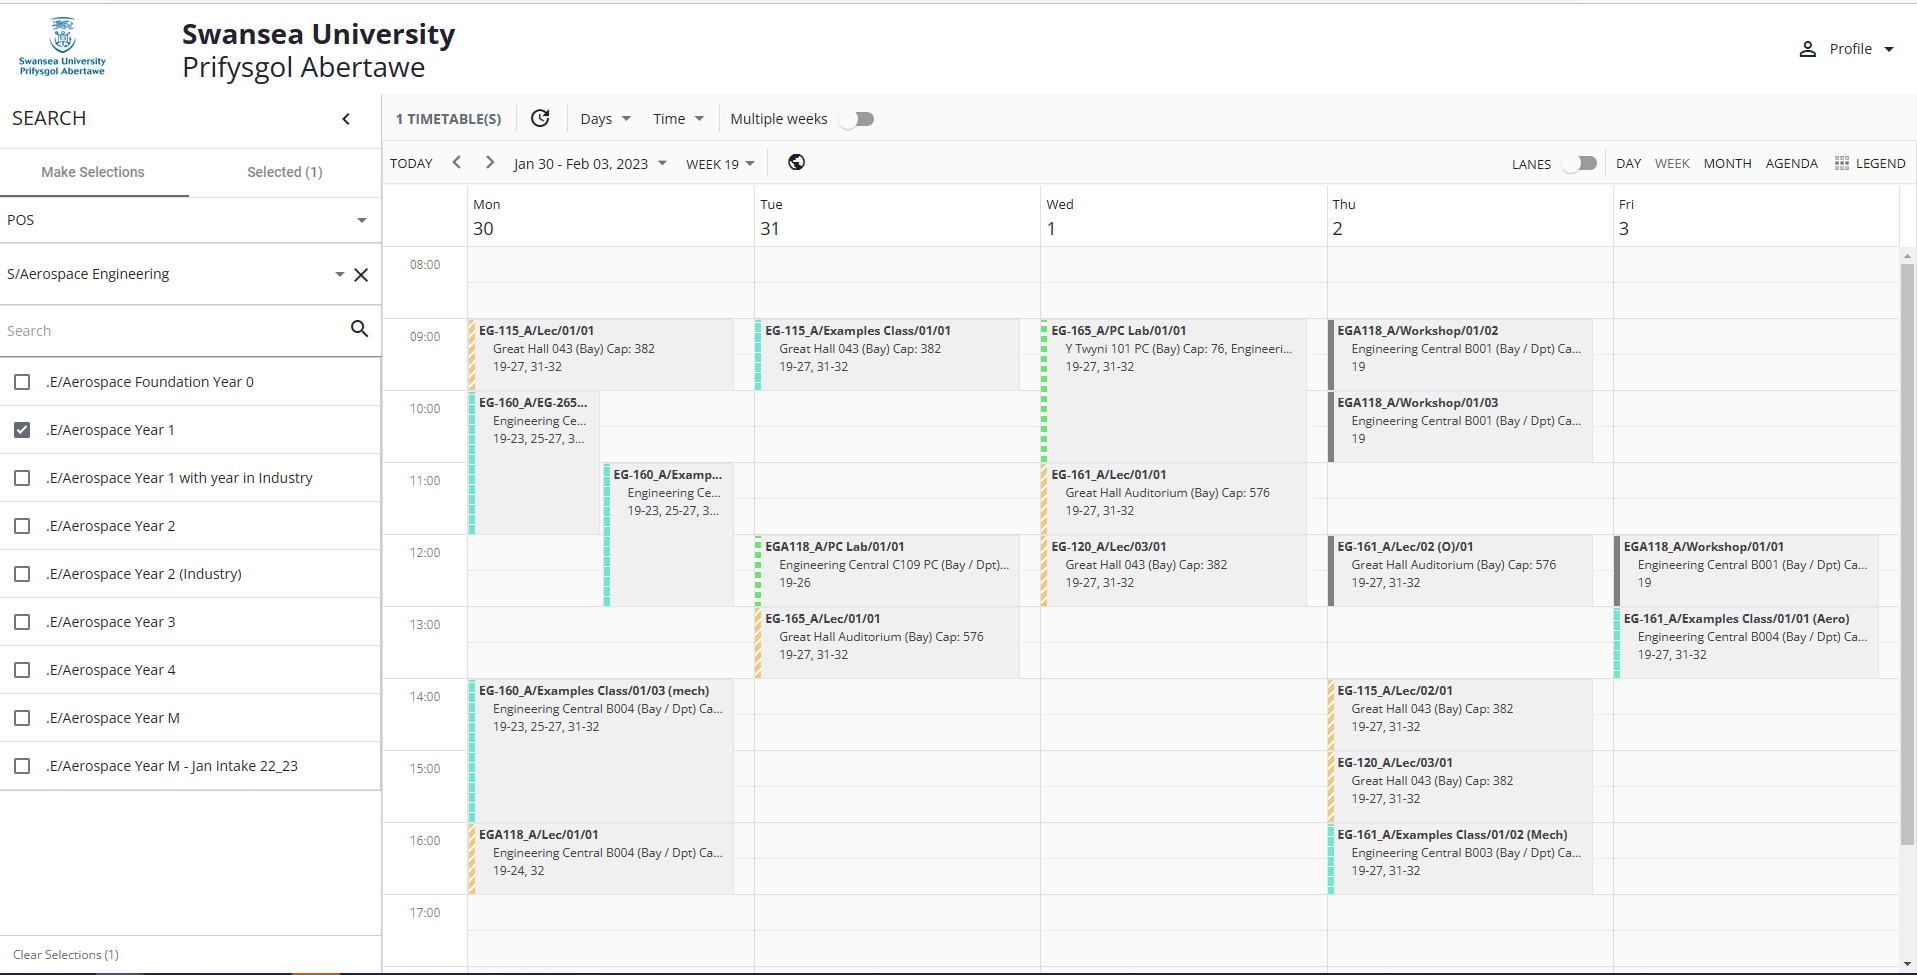 Swansea University
Prifysgol Abertawe
Swansea University
Prifysgol Abertawe
Profile
SEARCH
1 TIMETABLE(S)
Days
Time
Multiple weeks
Make Selections
Selected (1)
TODAY
Jan 30 - Feb 03, 2023
WEEK 19
LANES
DAY
WEEK
MONTH
AGENDA
LEGEND
POS
S/Aerospace Engineering
Search
.E/Aerospace Foundation Year 0
.E/Aerospace Year 1
.E/Aerospace Year 1 with year in Industry
.E/Aerospace Year 2
.E/Aerospace Year 2 (Industry)
.E/Aerospace Year 3
.E/Aerospace Year 4
.E/Aerospace Year M
.E/Aerospace Year M - Jan Intake 22_23
Clear Selections (1)
Mon
30
Tue
31
Wed
1
Thu
2
Fri
3
08:00
09:00
10:00
11:00
12:00
13:00
14:00
15:00
16:00
17:00
EG-115_A/Lec/01/01
Great Hall 043 (Bay) Cap: 382
19-27, 31-32
EG-160_A/EG-265...
Engineering Ce...
19-23, 25-27, 3...
EG-160_A/Examp...
Engineering Ce...
19-23, 25-27, 3...
EG-160_A/Examples Class/01/03 (mech)
Engineering Central B004 (Bay / Dpt) Ca...
19-23, 25-27, 31-32
EGA118_A/Lec/01/01
Engineering Central B004 (Bay / Dpt) Ca...
19-24, 32
EG-115_A/Examples Class/01/01
Great Hall 043 (Bay) Cap: 382
19-27, 31-32
EGA118_A/PC Lab/01/01
Engineering Central C109 PC (Bay / Dpt)...
19-26
EG-165_A/Lec/01/01
Great Hall Auditorium (Bay) Cap: 576
19-27, 31-32
EG-165_A/PC Lab/01/01
Y Twyni 101 PC (Bay) Cap: 76, Engineeri...
19-27, 31-32
EG-161_A/Lec/01/01
Great Hall Auditorium (Bay) Cap: 576
19-27, 31-32
EG-120_A/Lec/03/01
Great Hall 043 (Bay) Cap: 382
19-27, 31-32
EGA118_A/Workshop/01/02
Engineering Central B001 (Bay / Dpt) Ca...
19
EGA118_A/Workshop/01/03
Engineering Central B001 (Bay / Dpt) Ca...
19
EG-161_A/Lec/02 (O)/01
Great Hall Auditorium (Bay) Cap: 576
19-27, 31-32
EG-115_A/Lec/02/01
Great Hall 043 (Bay) Cap: 382
19-27, 31-32
EG-120_A/Lec/03/01
Great Hall 043 (Bay) Cap: 382
19-27, 31-32
EG-161_A/Examples Class/01/02 (Mech)
Engineering Central B003 (Bay / Dpt) Ca...
19-27, 31-32
EGA118_A/Workshop/01/01
Engineering Central B001 (Bay / Dpt) Ca...
19
EG-161_A/Examples Class/01/01 (Aero)
Engineering Central B004 (Bay / Dpt) Ca...
19-27, 31-32